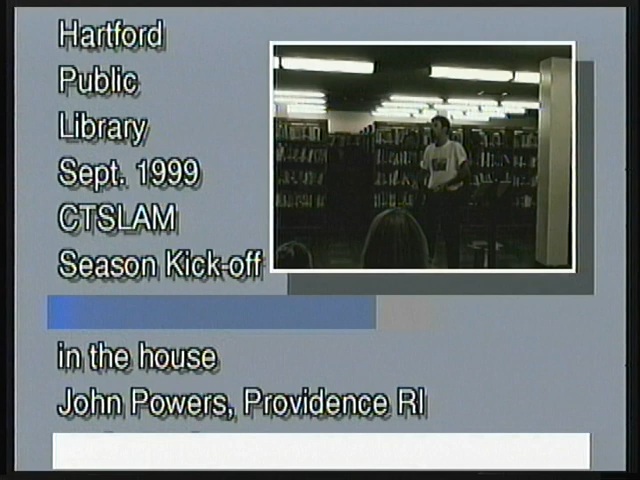 Hartford
Public
Library
Sept. 1999
CTSLAM
Season Kick-off
in the house
John Powers, Providence RI